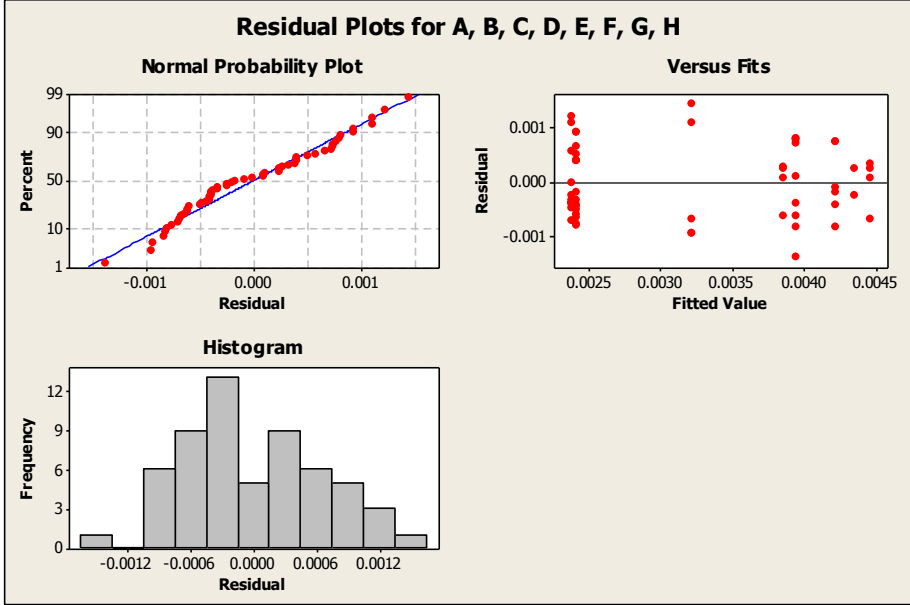 Residual Plots for A, B, C, D, E, F, G, H
Normal Probability Plot
99
90
50
10
1
Percent
-0.001 0.000 0.001
Residual
Versus Fits
0.001
0.000
-0.001
Residual
0.0025 0.0030 0.0035 0.0040 0.0045
Fitted Value
Histogram
12
9
6
3
0
Frequency
-0.0012 -0.0006 0.0000 0.0006 0.0012
Residual